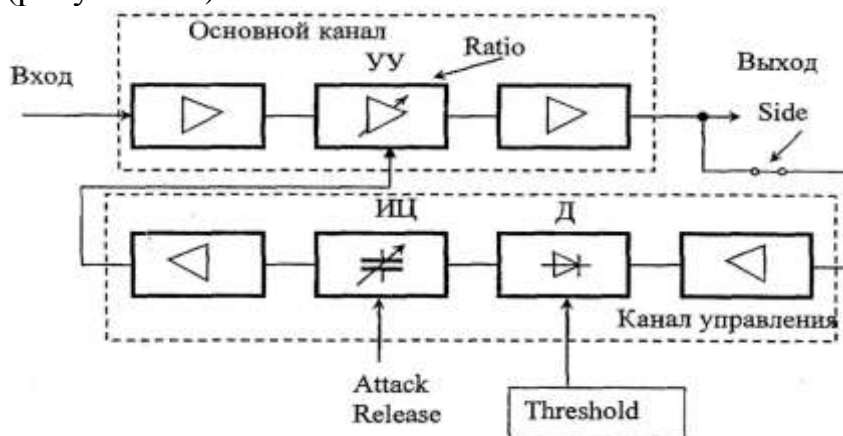 Основной канал
Ratio
УУ
Вход
Выход
Side
ИЦ
Д
Канал управления
Attack
Release
Threshold